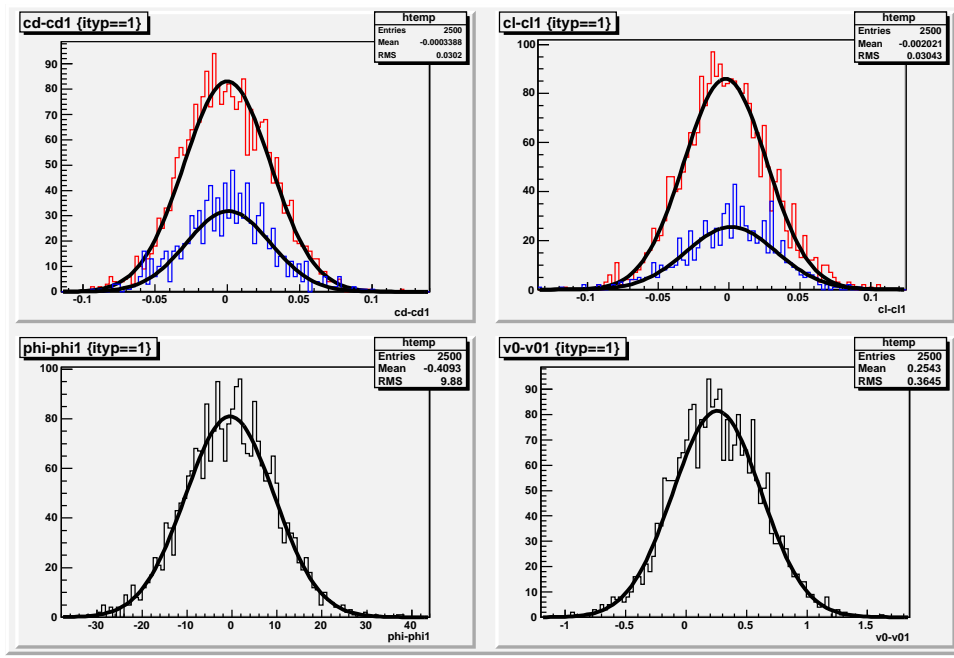 cd-cd1 {ityp==1}
htemp
Entries 2500
Mean -0.0003388
RMS 0.0302
90
80
70
60
50
40
30
20
10
0
-0.1 -0.05 0 0.05 0.1
cd-cd1
cl-cl1 {ityp==1}
htemp
Entries 2500
Mean -0.002021
RMS 0.03043
100
80
60
40
20
0
-0.1 -0.05 0 0.05 0.1
cl-cl1
phi-phi1 {ityp==1}
htemp
Entries 2500
Mean -0.4093
RMS 9.88
100
80
60
40
20
0
-30 -20 -10 0 10 20 30 40
phi-phi1
v0-v01 {ityp==1}
htemp
Entries 2500
Mean 0.2543
RMS 0.3645
90
80
70
60
50
40
30
20
10
0
-1 -0.5 0 0.5 1 1.5
v0-v01